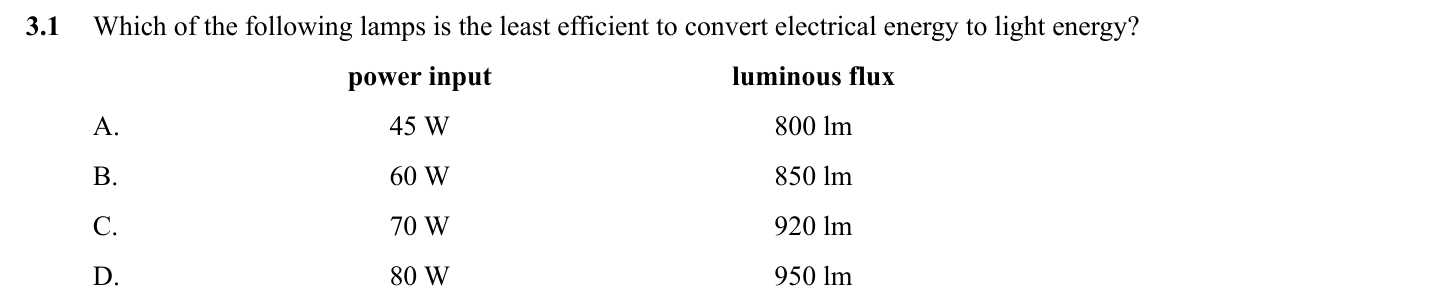 3.1 Which of the following lamps is the least efficient to convert electrical energy to light energy?
power input luminous flux
A. 45 W 800 lm
B. 60 W 850 lm
C. 70 W 920 lm
D. 80 W 950 lm